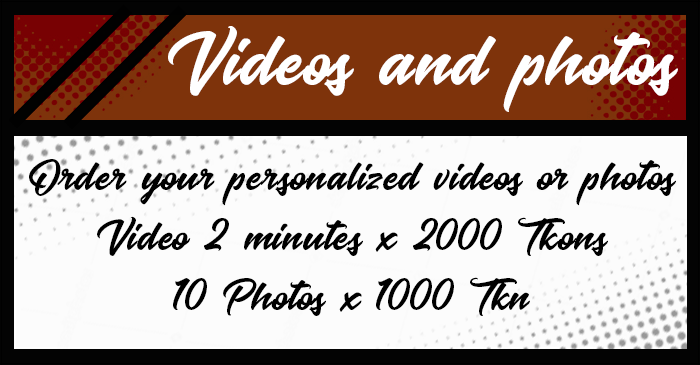 Videos and photos
Order your personalized videos or photos
Video 2 minutes x 2000 Tkons
10 Photos x 1000 Tkn